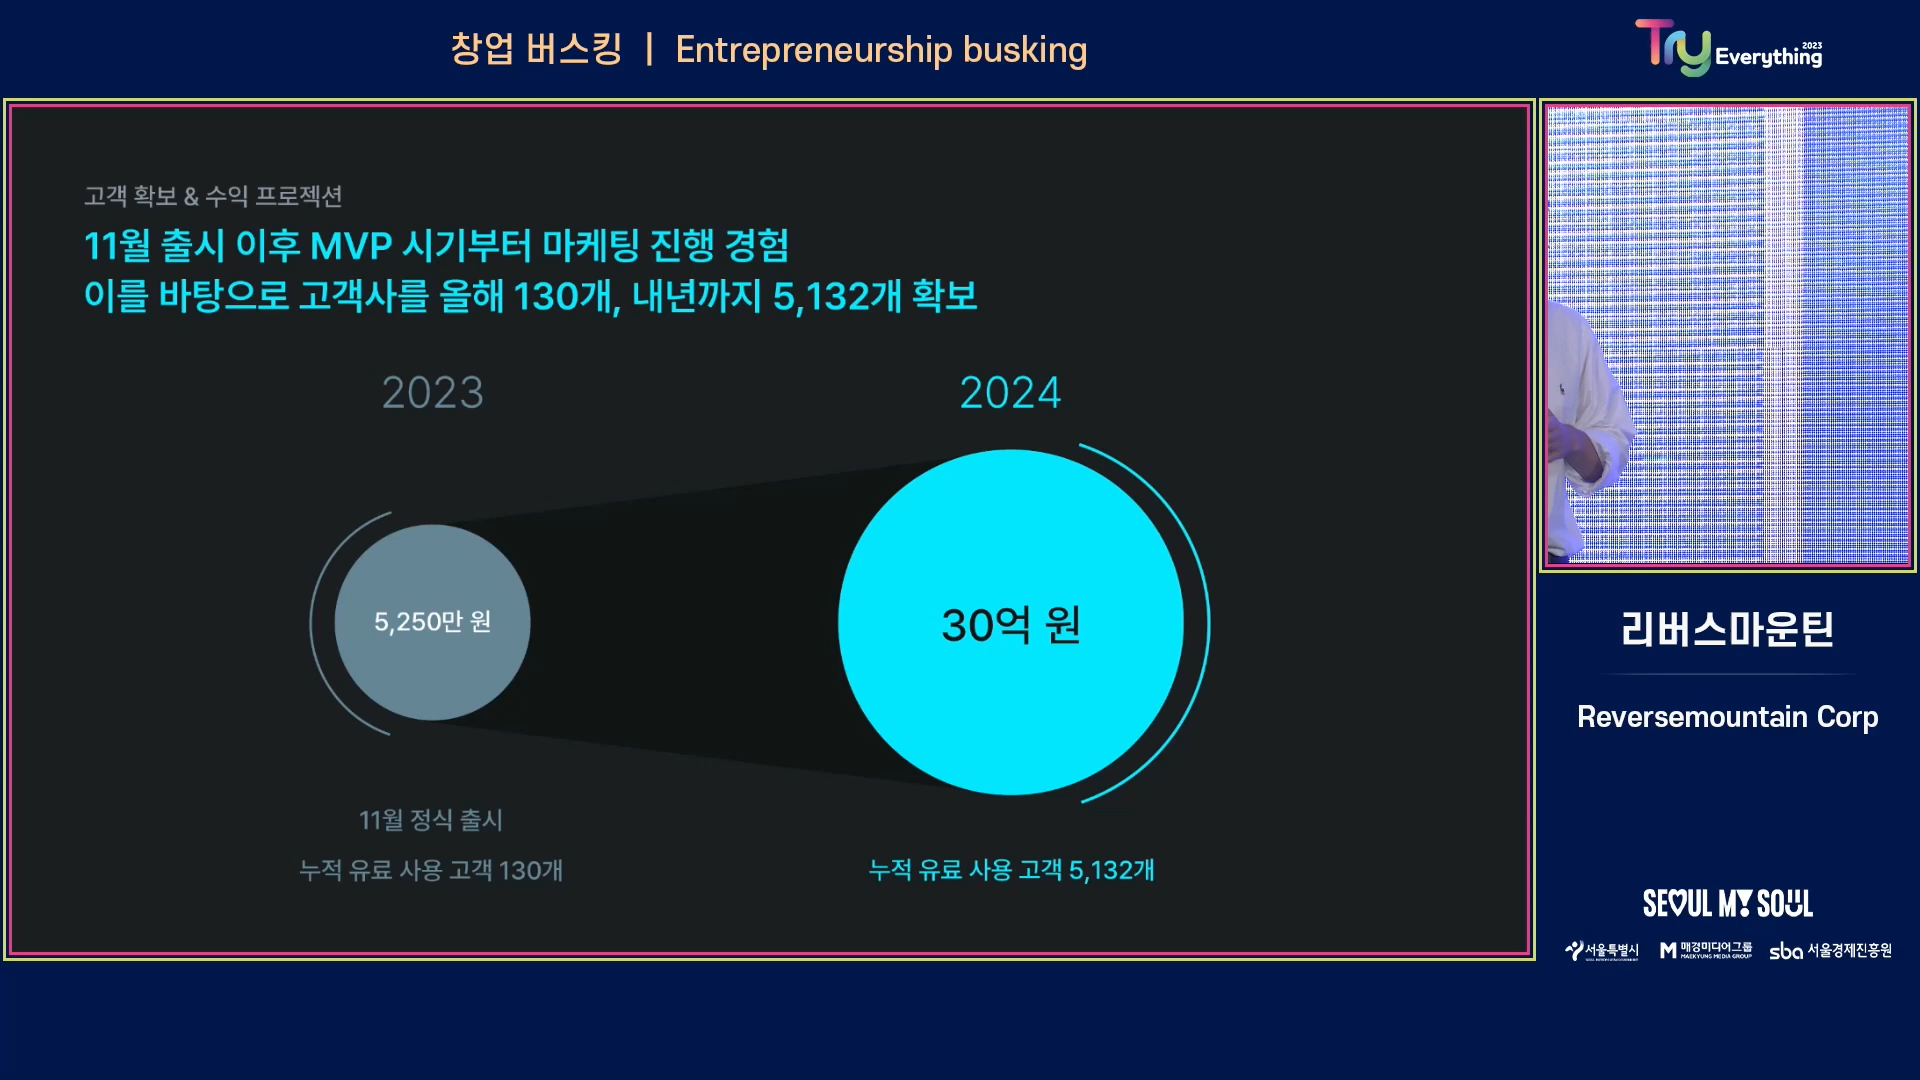 창업 버스킹 | Entrepreneurship busking
Try Everything 2023
고객 확보 & 수익 프로젝션
11월 출시 이후 MVP 시기부터 마케팅 진행 경험
이를 바탕으로 고객사를 올해 130개, 내년까지 5,132개 확보
2023
2024
5,250만 원
30억 원
11월 정식 출시
누적 유료 사용 고객 130개
누적 유료 사용 고객 5,132개
리버스마운틴
Reversemountain Corp
SEOUL MY SOUL
서울특별시
매경미디어그룹
MAEKYUNG MEDIA GROUP
sba 서울경제진흥원